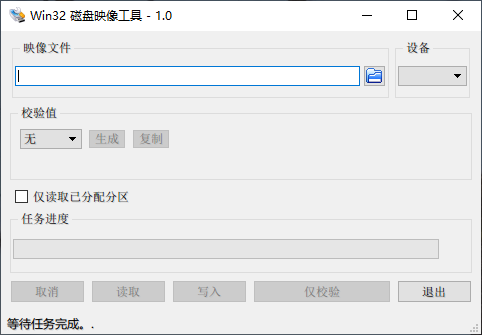 Win32 磁盘映像工具 - 1.0
映像文件
设备
校验值
无
生成
复制
仅读取已分配分区
任务进度
取消
读取
写入
仅校验
退出
等待任务完成。.